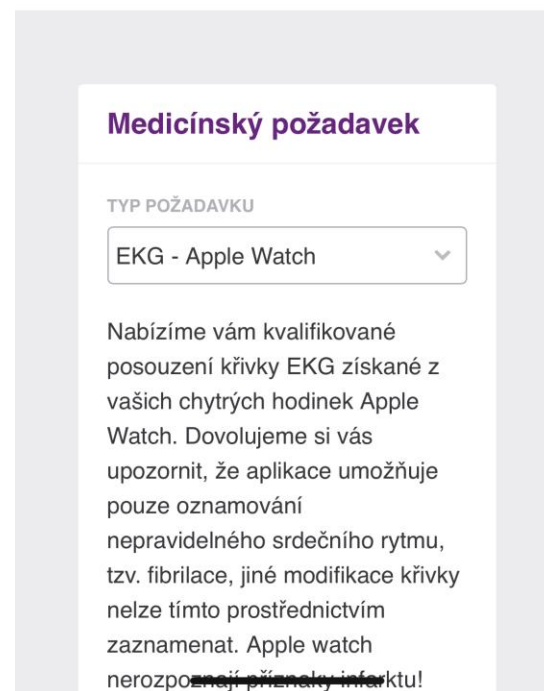 Medicínský požadavek
TYP POŽADAVKU
EKG - Apple Watch
Nabízíme vám kvalifikované
posouzení křivky EKG získané z
vašich chytrých hodinek Apple
Watch. Dovolujeme si vás
upozornit, že aplikace umožňuje
pouze oznamování
nepravidelného srdečního rytmu,
tzv. fibrilace, jiné modifikace křivky
nelze tímto prostřednictvím
zaznamenat. Apple watch
nerozpoznají příznaky infarktu!